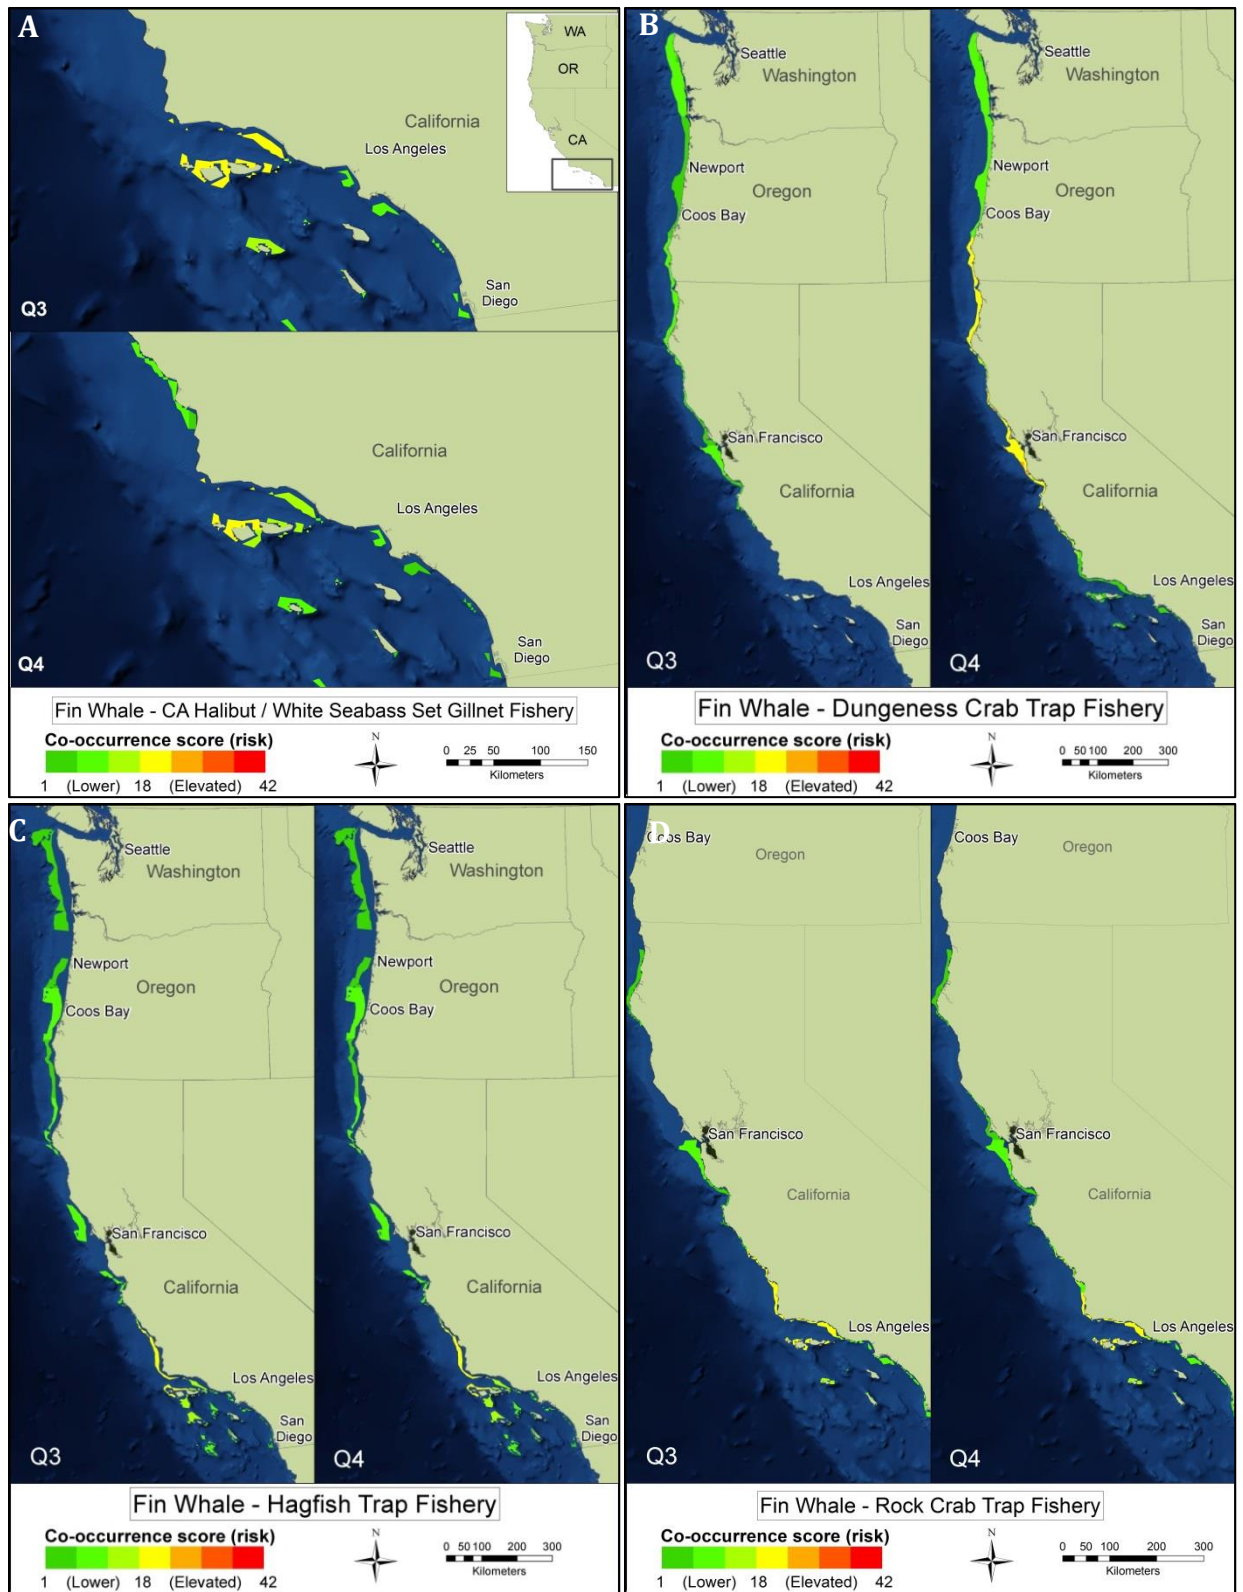 A
WA
OR
CA
California
Los Angeles
San
Diego
Q3
California
Los Angeles
San
Diego
Q4
Fin Whale - CA Halibut / White Seabass Set Gillnet Fishery
Co-occurrence score (risk)
1 (Lower) 18 (Elevated) 42
N
0 25 50 100 150
Kilometers
B
Seattle
Washington
Newport
Oregon
Coos Bay
San Francisco
California
Los Angeles
San
Diego
Q3
Seattle
Washington
Newport
Oregon
Coos Bay
San Francisco
California
Los Angeles
San
Diego
Q4
Fin Whale - Dungeness Crab Trap Fishery
Co-occurrence score (risk)
1 (Lower) 18 (Elevated) 42
N
0 50 100 200 300
Kilometers
C
Seattle
Washington
Newport
Oregon
Coos Bay
San Francisco
California
Los Angeles
San
Diego
Q3
Seattle
Washington
Newport
Oregon
Coos Bay
San Francisco
California
Los Angeles
San
Diego
Q4
Fin Whale - Hagfish Trap Fishery
Co-occurrence score (risk)
1 (Lower) 18 (Elevated) 42
N
0 50 100 200 300
Kilometers
D
Coos Bay
Oregon
San Francisco
California
Los Angeles
Q3
Coos Bay
Oregon
San Francisco
California
Los Angeles
Q4
Fin Whale - Rock Crab Trap Fishery
Co-occurrence score (risk)
1 (Lower) 18 (Elevated) 42
N
0 50 100 200 300
Kilometers